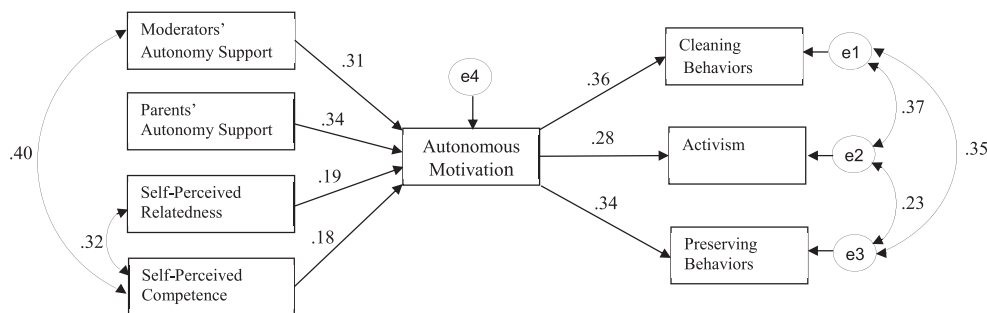 Moderators'
Autonomy Support
Parents'
Autonomy Support
Self-Perceived
Relatedness
Self-Perceived
Competence
.40
.32
.31
.34
.19
.18
e4
Autonomous
Motivation
.36
.28
.34
Cleaning
Behaviors
Activism
Preserving
Behaviors
e1
e2
e3
.37
.23
.35